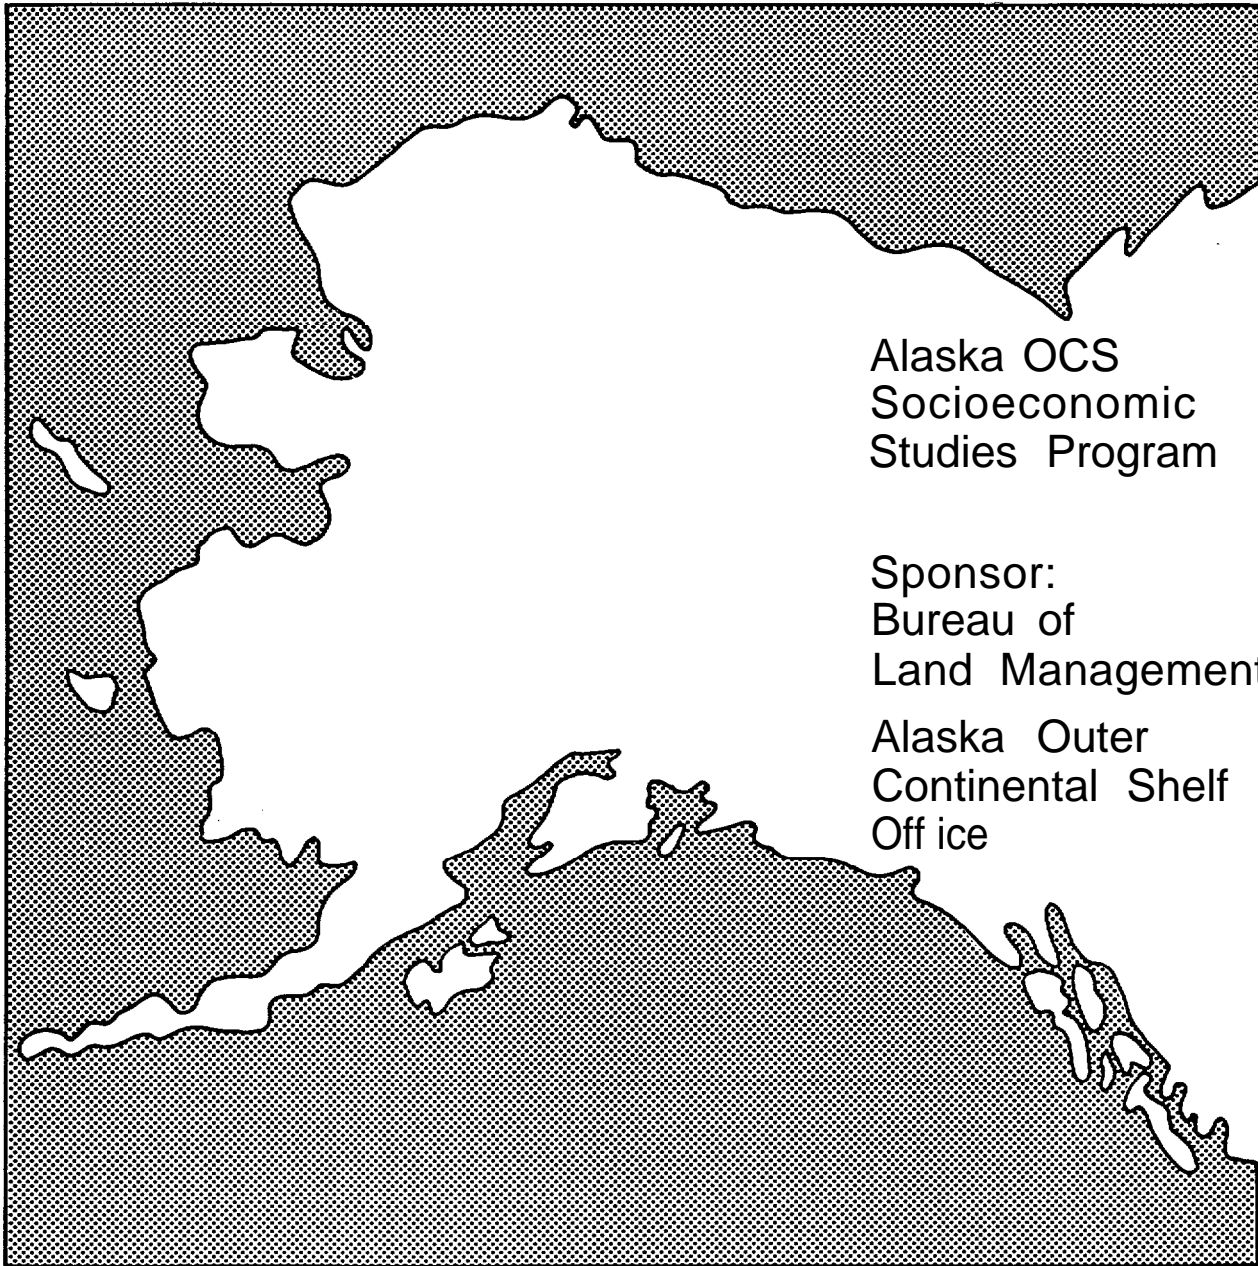 Alaska OCS
Socioeconomic
Studies Program
Sponsor:
Bureau of
Land Management
Alaska Outer
Continental Shelf
Off ice